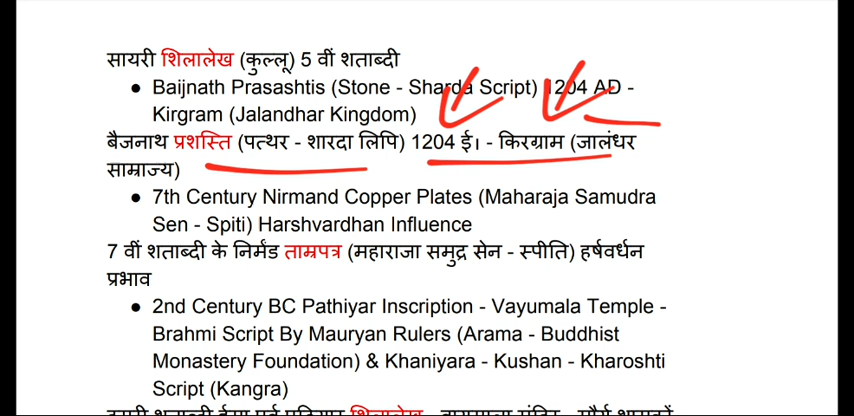 सायरी शिलालेख (कुल्लू) 5 वीं शताब्दी
● Baijnath Prasashtis (Stone - Sharda Script) 1204 AD -
Kirgram (Jalandhar Kingdom)
बैजनाथ प्रशस्ति (पत्थर - शारदा लिपि) 1204 ई। - किरग्राम (जालंधर
साम्राज्य)
● 7th Century Nirmand Copper Plates (Maharaja Samudra
Sen - Spiti) Harshvardhan Influence
7 वीं शताब्दी के निर्मंड ताम्रपत्र (महाराजा समुद्र सेन - स्पीति) हर्षवर्धन
प्रभाव
● 2nd Century BC Pathiyar Inscription - Vayumala Temple -
Brahmi Script By Mauryan Rulers (Arama - Buddhist
Monastery Foundation) & Khaniyara - Kushan - Kharoshti
Script (Kangra)